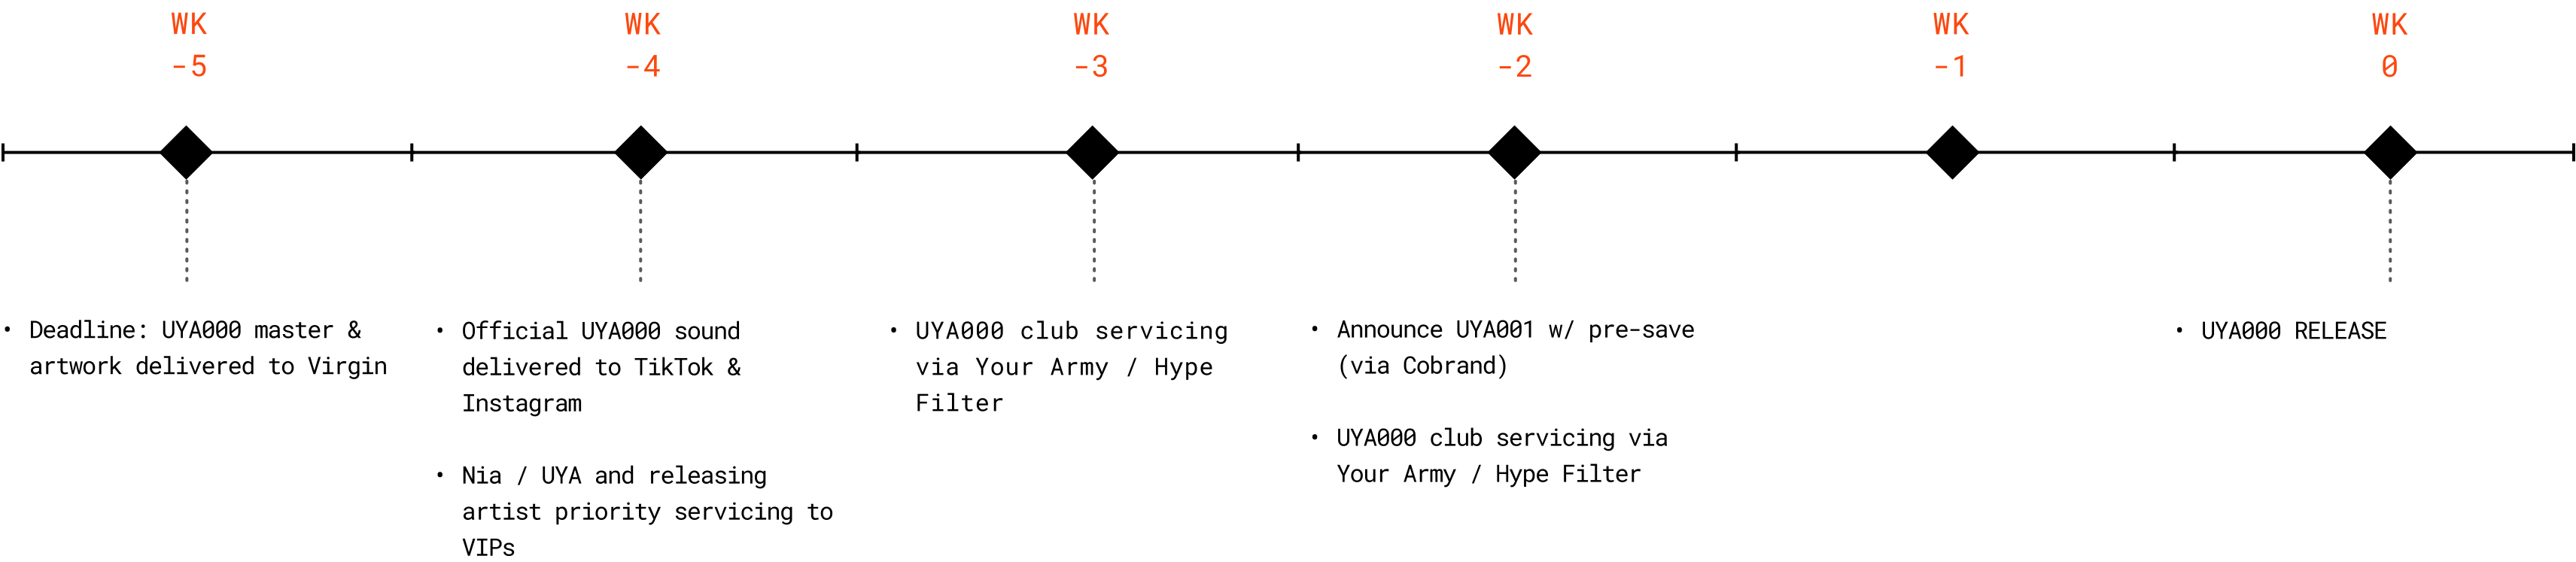 WK
-5
WK
-4
WK
-3
WK
-2
WK
-1
WK
0
• Deadline: UYA000 master &
artwork delivered to Virgin
• Official UYA000 sound
delivered to TikTok &
Instagram
• Nia / UYA and releasing
artist priority servicing to
VIPs
• UYA000 club servicing
via Your Army / Hype
Filter
• Announce UYA001 w/ pre-save
(via Cobrand)
• UYA000 club servicing via
Your Army / Hype Filter
• UYA000 RELEASE